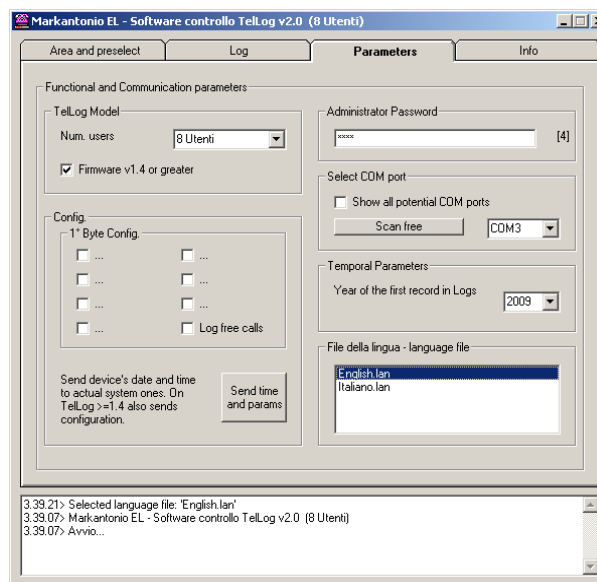 Markantonio EL - Software controllo TelLog v2.0 (8 Utenti)
Area and preselect
Log
Parameters
Info
Functional and Communication parameters
TelLog Model
Num. users
8 Utenti
Firmware v1.4 or greater
Config.
1° Byte Config.
... ...
... ...
... ...
... Log free calls
Send device's date and time
to actual system ones. On
TelLog >=1.4 also sends
configuration.
Send time
and params
Administrator Password
**** [4]
Select COM port
Show all potential COM ports
Scan free
COM3
Temporal Parameters
Year of the first record in Logs
2009
File della lingua - language file
English.lan
Italiano.lan
3.39.21> Selected language file: 'English.lan'
3.39.07> Markantonio EL - Software controllo TelLog v2.0 (8 Utenti)
3.39.07> Avvio...